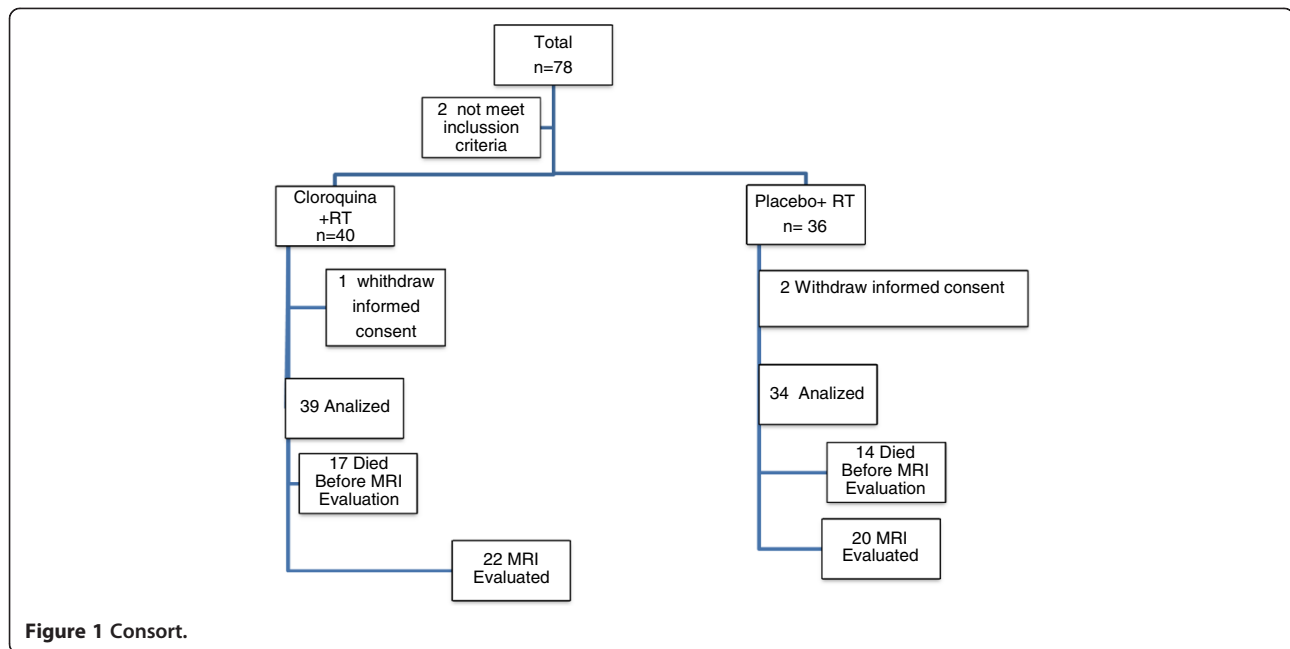 Total
n=78
2 not meet
inclussion
criteria
Cloroquina
+RT
n=40
Placebo+ RT
n= 36
1 whithdraw
informed
consent
2 Withdraw informed consent
39 Analized
34 Analized
17 Died
Before MRI
Evaluation
14 Died
Before MRI
Evaluation
22 MRI
Evaluated
20 MRI
Evaluated
Figure 1 Consort.